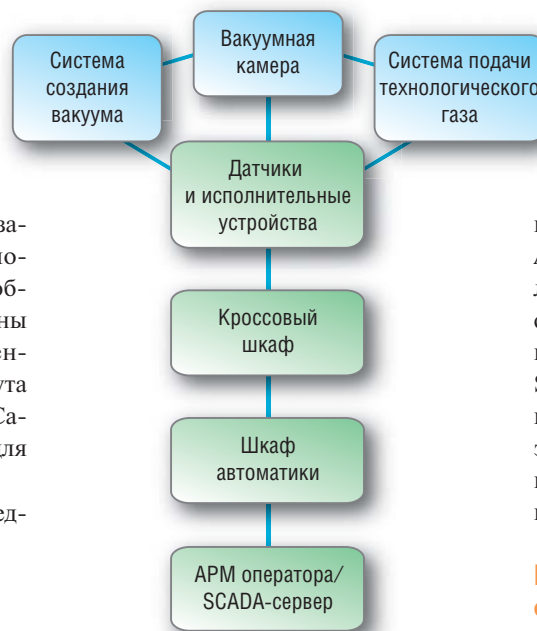 Вакуумная
камера
Система
создания
вакуума
Система подачи
технологического
газа
Датчики
и исполнительные
устройства
Кроссовый
шкаф
Шкаф
автоматики
АРМ оператора/
SCADA-сервер